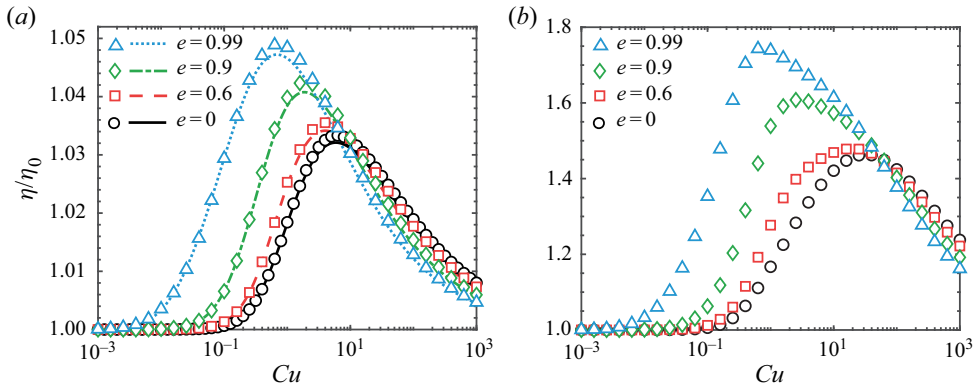 (a)
1.05
1.04
1.03
1.02
1.01
1.00
η/η₀
e = 0.99
e = 0.9
e = 0.6
e = 0
10⁻³ 10⁻¹ 10¹ 10³
Cu
(b)
1.8
1.6
1.4
1.2
1.0
e = 0.99
e = 0.9
e = 0.6
e = 0
10⁻³ 10⁻¹ 10¹ 10³
Cu